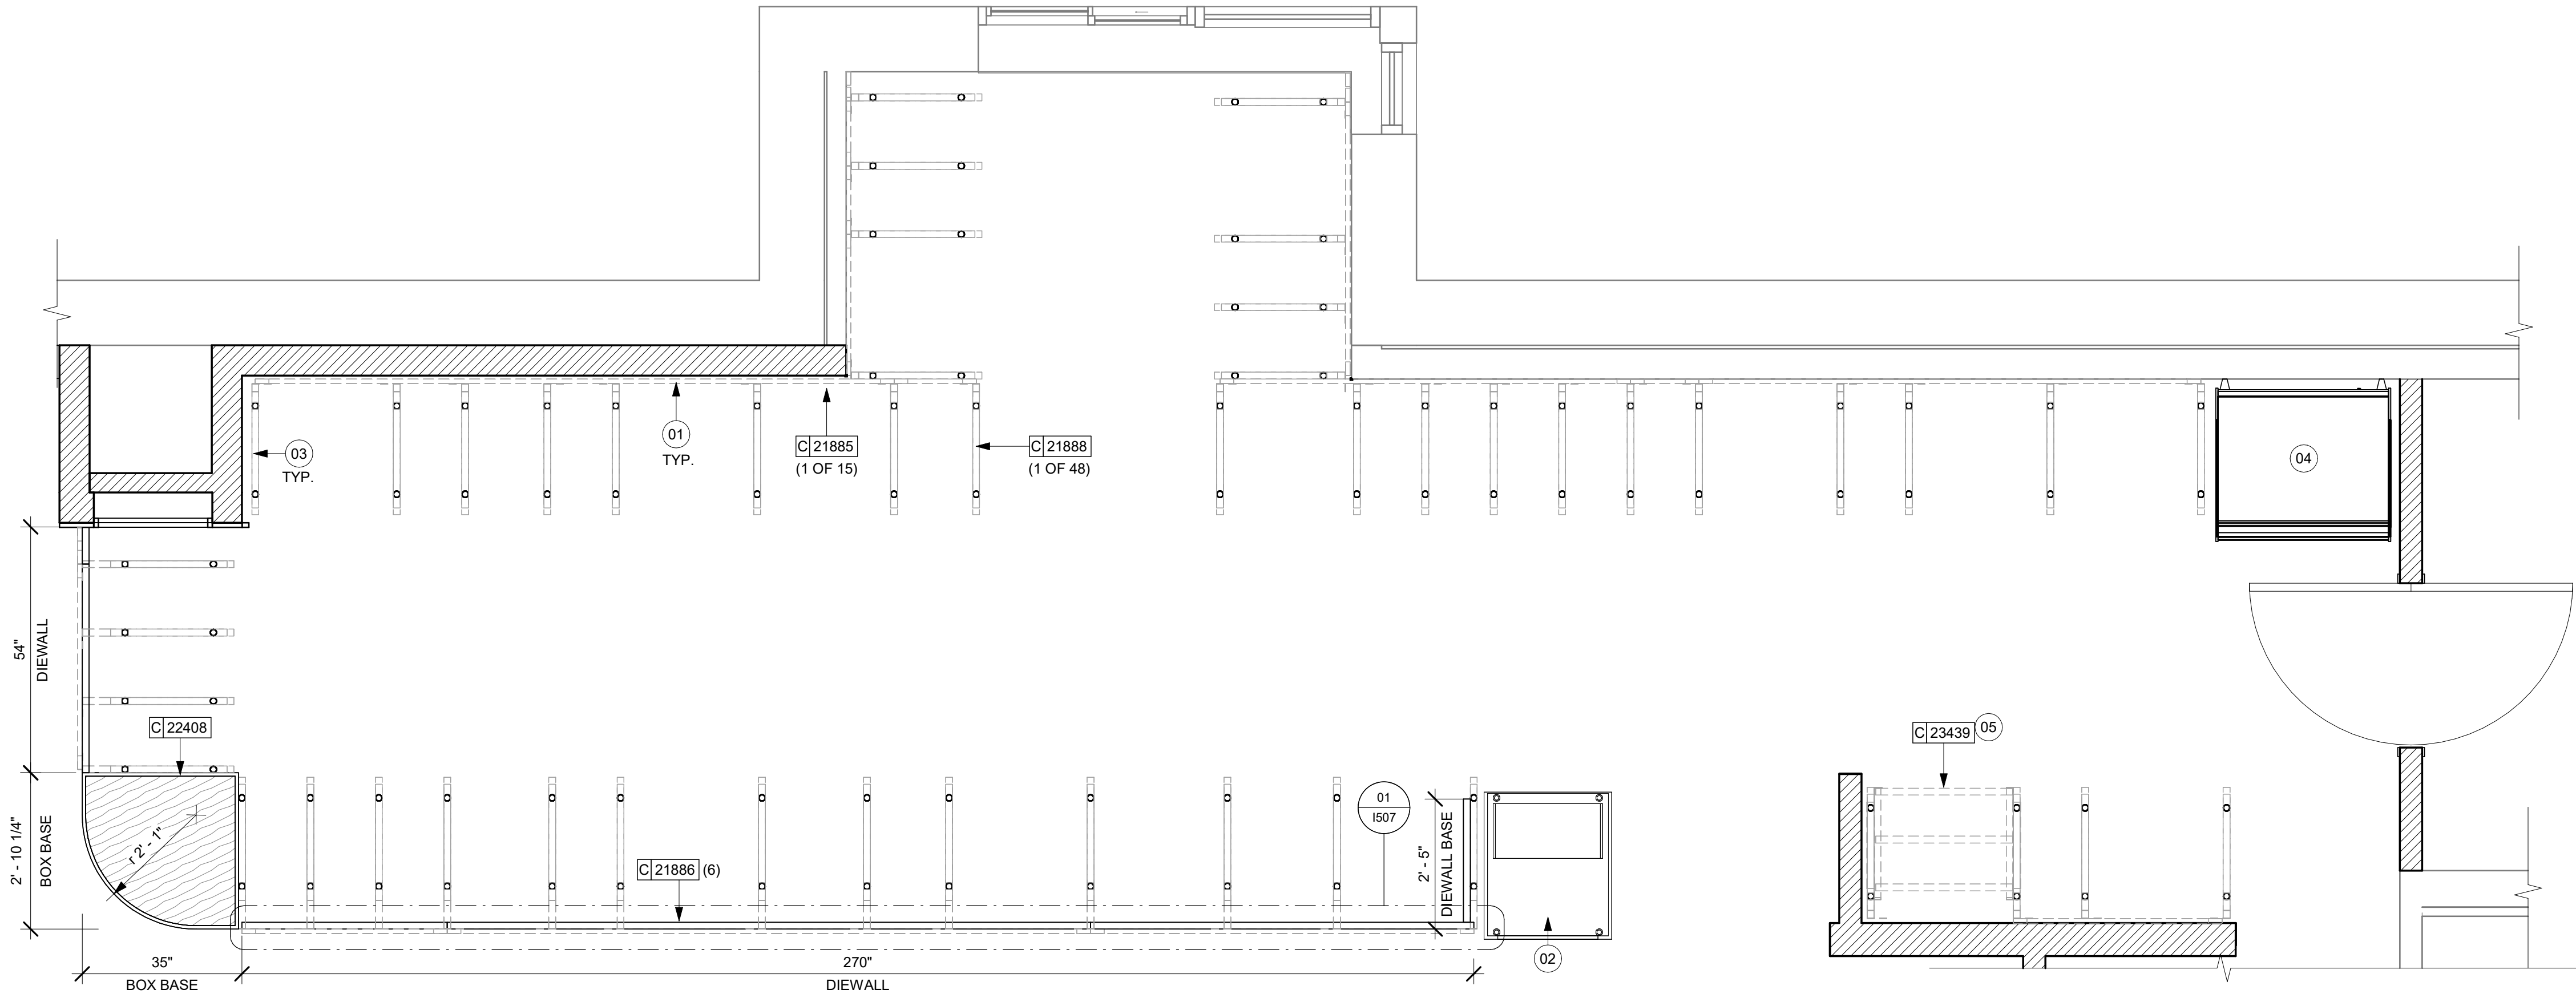 01
TYP.
03
TYP.
C 21885
(1 OF 15)
C 21888
(1 OF 48)
04
54"
DIEWALL
C 22408
2' - 10 1/4"
BOX BASE
r 2' - 1"
C 21886 (6)
01
I507
2' - 5"
DIEWALL BASE
C 23439
05
02
35"
BOX BASE
270"
DIEWALL